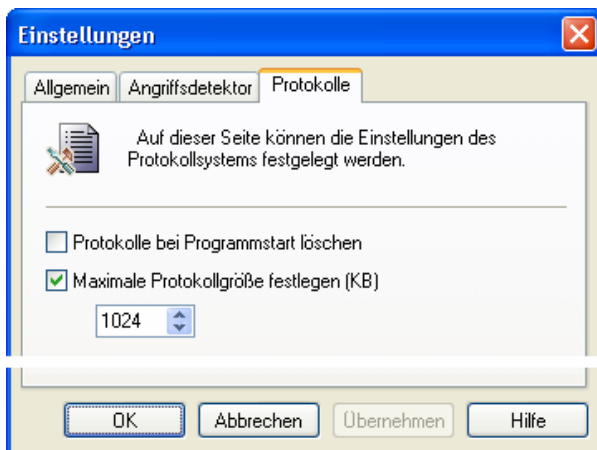 Einstellungen
Allgemein Angriffsdetektor Protokolle
Auf dieser Seite können die Einstellungen des
Protokollsystems festgelegt werden.
Protokolle bei Programmstart löschen
Maximale Protokollgröße festlegen (KB)
1024
OK Abbrechen Übernehmen Hilfe